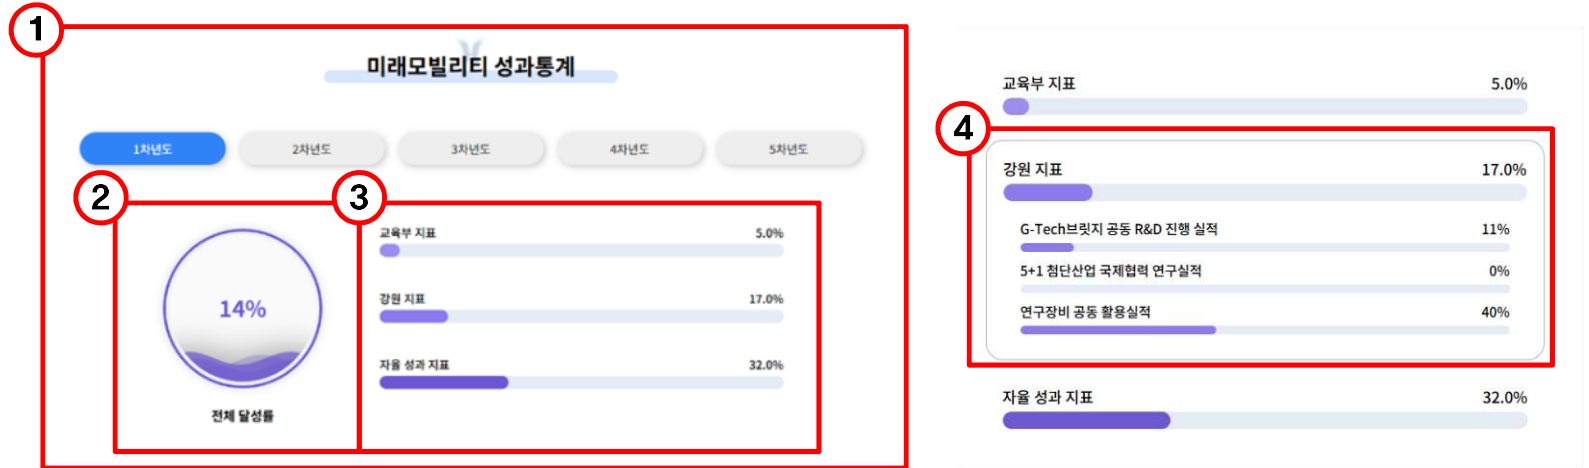 1
미래모빌리티 성과통계
1차년도 2차년도 3차년도 4차년도 5차년도
2
14%
전체 달성률
3
교육부 지표 5.0%
강원 지표 17.0%
자율 성과 지표 32.0%
교육부 지표 5.0%
4
강원 지표 17.0%
G-Tech브릿지 공동 R&D 진행 실적 11%
5+1 첨단산업 국제협력 연구실적 0%
연구장비 공동 활용실적 40%
자율 성과 지표 32.0%